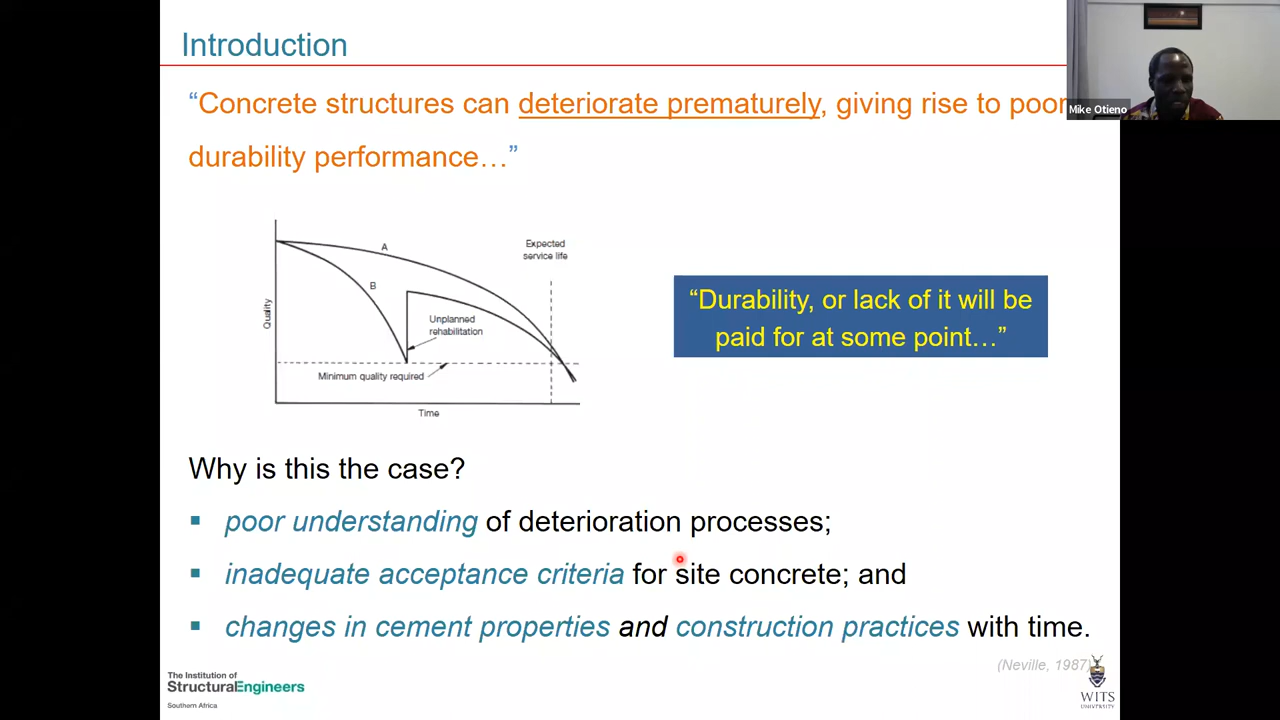 Introduction
“Concrete structures can deteriorate prematurely, giving rise to poor
durability performance…”
Mike Otieno
A
B
Expected
service life
Quality
Unplanned
rehabilitation
Minimum quality required
Time
“Durability, or lack of it will be
paid for at some point…”
Why is this the case?
▪ poor understanding of deterioration processes;
▪ inadequate acceptance criteria for site concrete; and
▪ changes in cement properties and construction practices with time.
(Neville, 1987)
The Institution of
StructuralEngineers
Southern Africa
WITS
UNIVERSITY